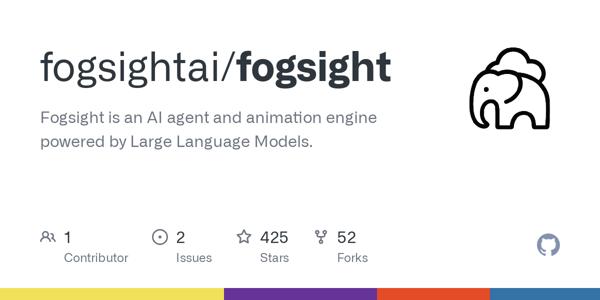 fogsightai/fogsight
Fogsight is an AI agent and animation engine
powered by Large Language Models.
1 2 425 52
Contributor Issues Stars Forks